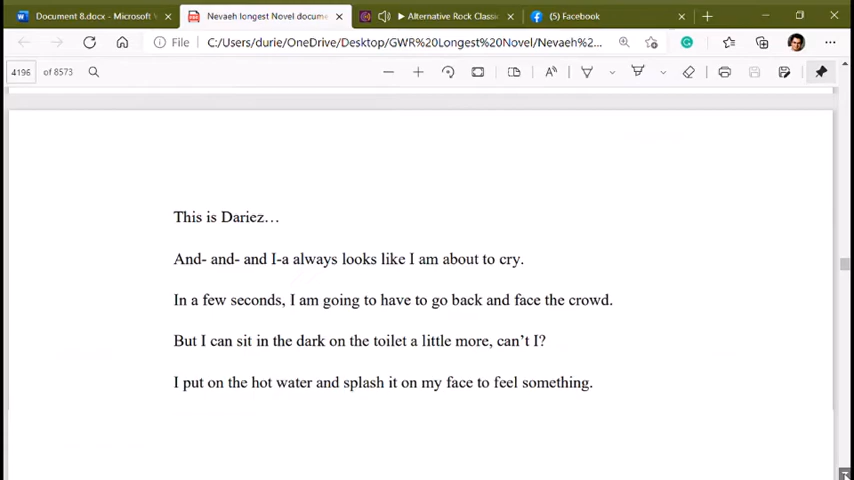 Document 8.docx - Microsoft W
Nevaeh longest Novel docume
Alternative Rock Classic
(5) Facebook
File
C:/Users/durie/OneDrive/Desktop/GWR%20Longest%20Novel/Nevaeh%2...
4196 of 8573
This is Dariez…
And- and- and I-a always looks like I am about to cry.
In a few seconds, I am going to have to go back and face the crowd.
But I can sit in the dark on the toilet a little more, can't I?
I put on the hot water and splash it on my face to feel something.